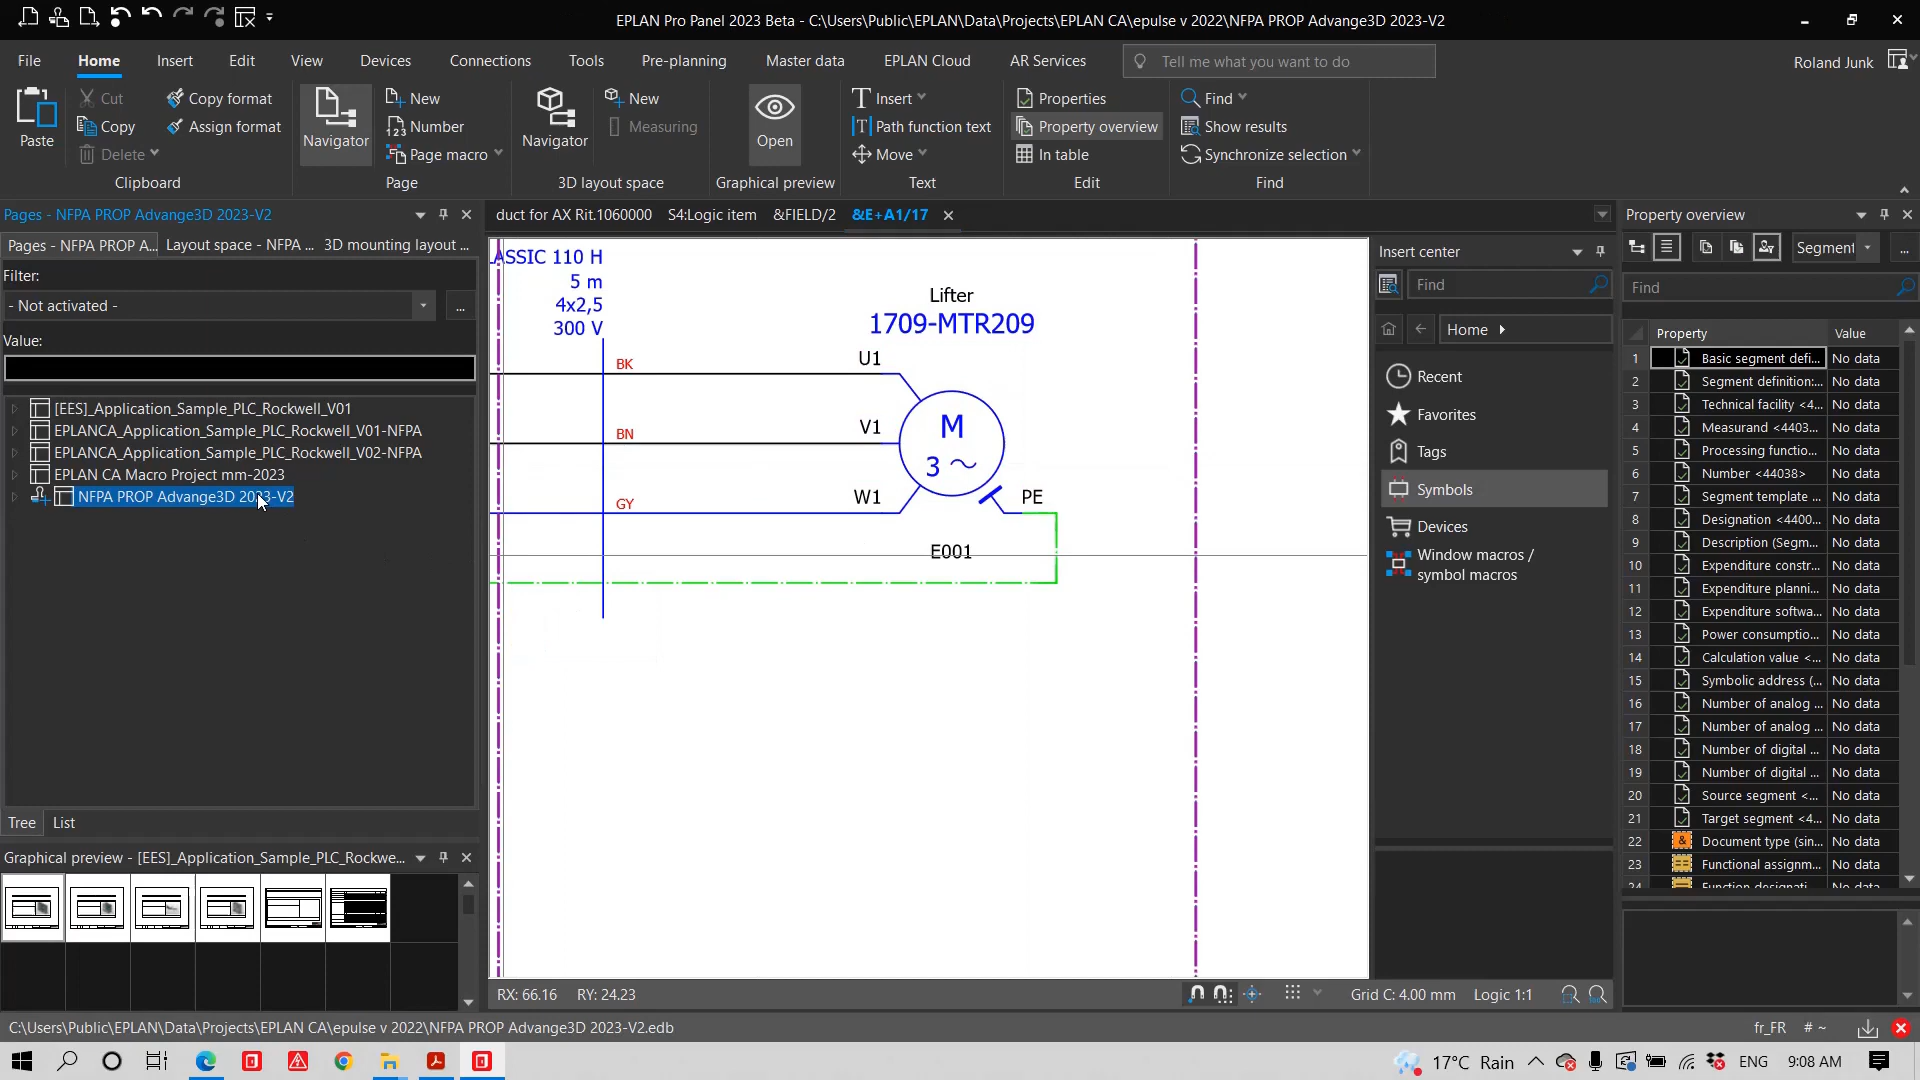 EPLAN Pro Panel 2023 Beta - C:\Users\Public\EPLAN\Data\Projects\EPLAN CA\epulse v 2022\NFPA PROP Advange3D 2023-V2
File Home Insert Edit View Devices Connections Tools Pre-planning Master data EPLAN Cloud AR Services Tell me what you want to do Roland Junk
Paste
Cut
Copy
Delete
Copy format
Assign format
Clipboard
Navigator
New
Number
Page macro
Page
Navigator
New
Measuring
3D layout space
Open
Graphical preview
Insert
Path function text
Move
Text
Properties
Property overview
In table
Edit
Find
Show results
Synchronize selection
Find
Pages - NFPA PROP Advange3D 2023-V2
Pages - NFPA PROP A... Layout space - NFPA ... 3D mounting layout ...
Filter:
- Not activated - ...
Value:
[EES]_Application_Sample_PLC_Rockwell_V01
EPLANCA_Application_Sample_PLC_Rockwell_V01-NFPA
EPLANCA_Application_Sample_PLC_Rockwell_V02-NFPA
EPLAN CA Macro Project mm-2023
NFPA PROP Advange3D 2023-V2
Tree List
Graphical preview - [EES]_Application_Sample_PLC_Rockwe...
duct for AX Rit.1060000 S4:Logic item &FIELD/2 &E+A1/17
ASSIC 110 H
5 m
4x2,5
300 V
Lifter
1709-MTR209
BK U1
BN V1
GY W1
M
3 ~
PE
E001
RX: 66.16 RY: 24.23 Grid C: 4.00 mm Logic 1:1
Insert center
Find
Home
Recent
Favorites
Tags
Symbols
Devices
Window macros /
symbol macros
Property overview
Segment ...
Find
Property Value
1 Basic segment defi... No data
2 Segment definition:... No data
3 Technical facility <4... No data
4 Measurand <4403... No data
5 Processing functio... No data
6 Number <44038> No data
7 Segment template ... No data
8 Designation <4400... No data
9 Description (Segm... No data
10 Expenditure constr... No data
11 Expenditure planni... No data
12 Expenditure softwa... No data
13 Power consumptio... No data
14 Calculation value <... No data
15 Symbolic address (... No data
16 Number of analog ... No data
17 Number of analog ... No data
18 Number of digital ... No data
19 Number of digital ... No data
20 Source segment <... No data
21 Target segment <4... No data
22 Document type (sin... No data
23 Functional assignm... No data
C:\Users\Public\EPLAN\Data\Projects\EPLAN CA\epulse v 2022\NFPA PROP Advange3D 2023-V2.edb
fr_FR # ~
17°C Rain ENG 9:08 AM